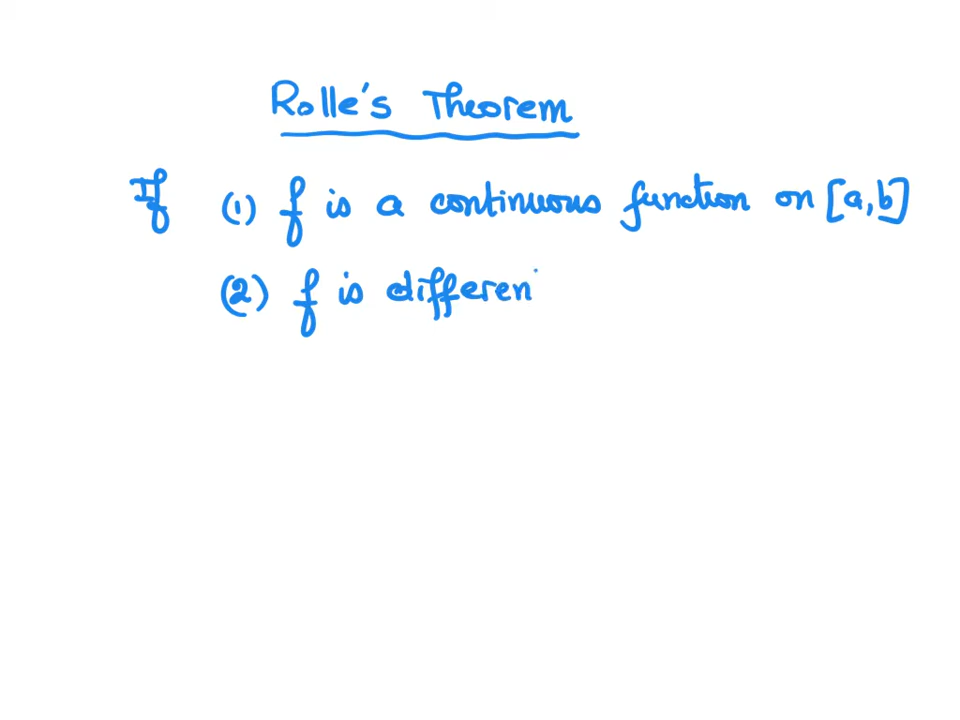 Rolle's Theorem
If (1) f is a continuous function on [a,b]
(2) f is differen